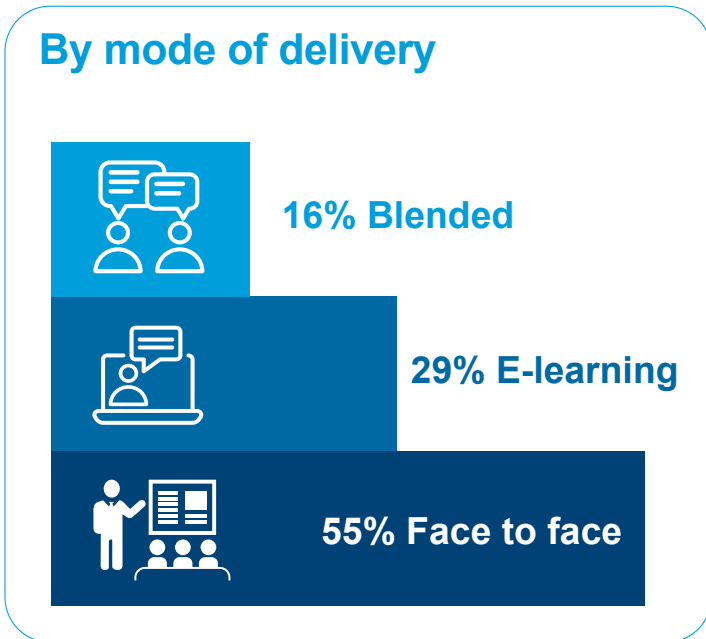 By mode of delivery
16% Blended
29% E-learning
55% Face to face